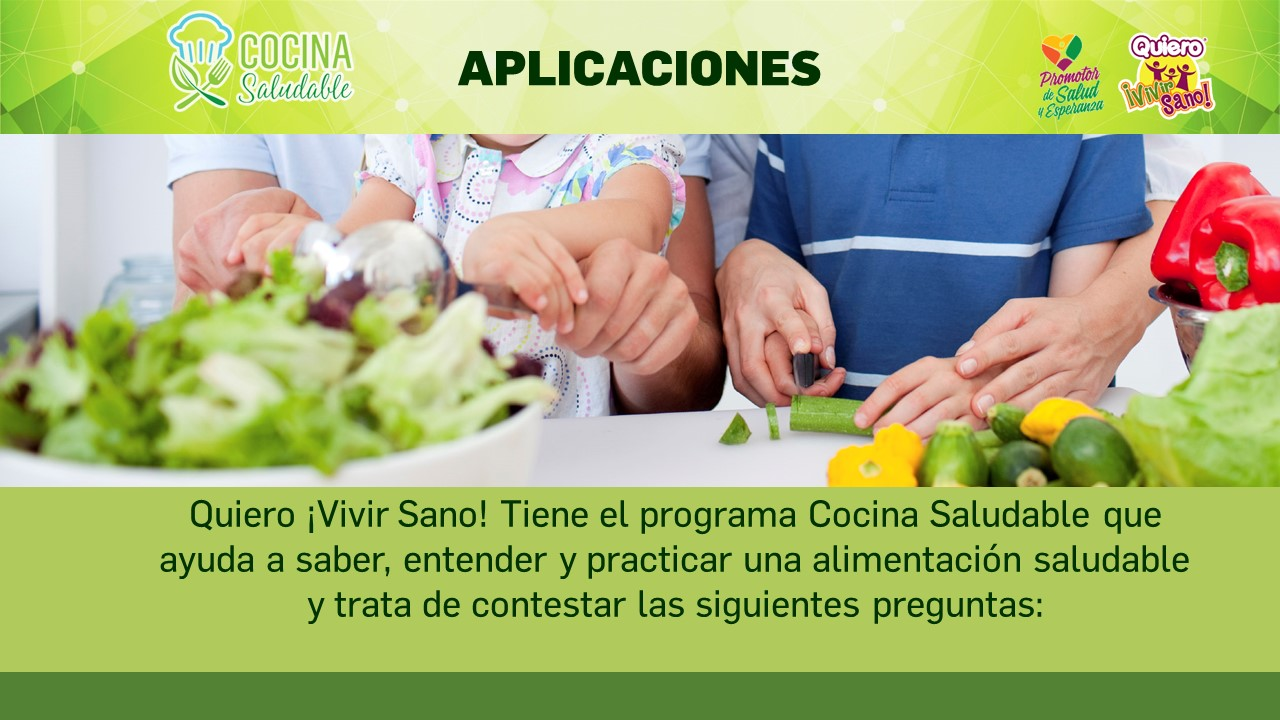 COCINA
Saludable
APLICACIONES
Promotor
de Salud
y Esperanza
Quiero
¡Vivir
Sano!
Quiero ¡Vivir Sano! Tiene el programa Cocina Saludable que
ayuda a saber, entender y practicar una alimentación saludable
y trata de contestar las siguientes preguntas: